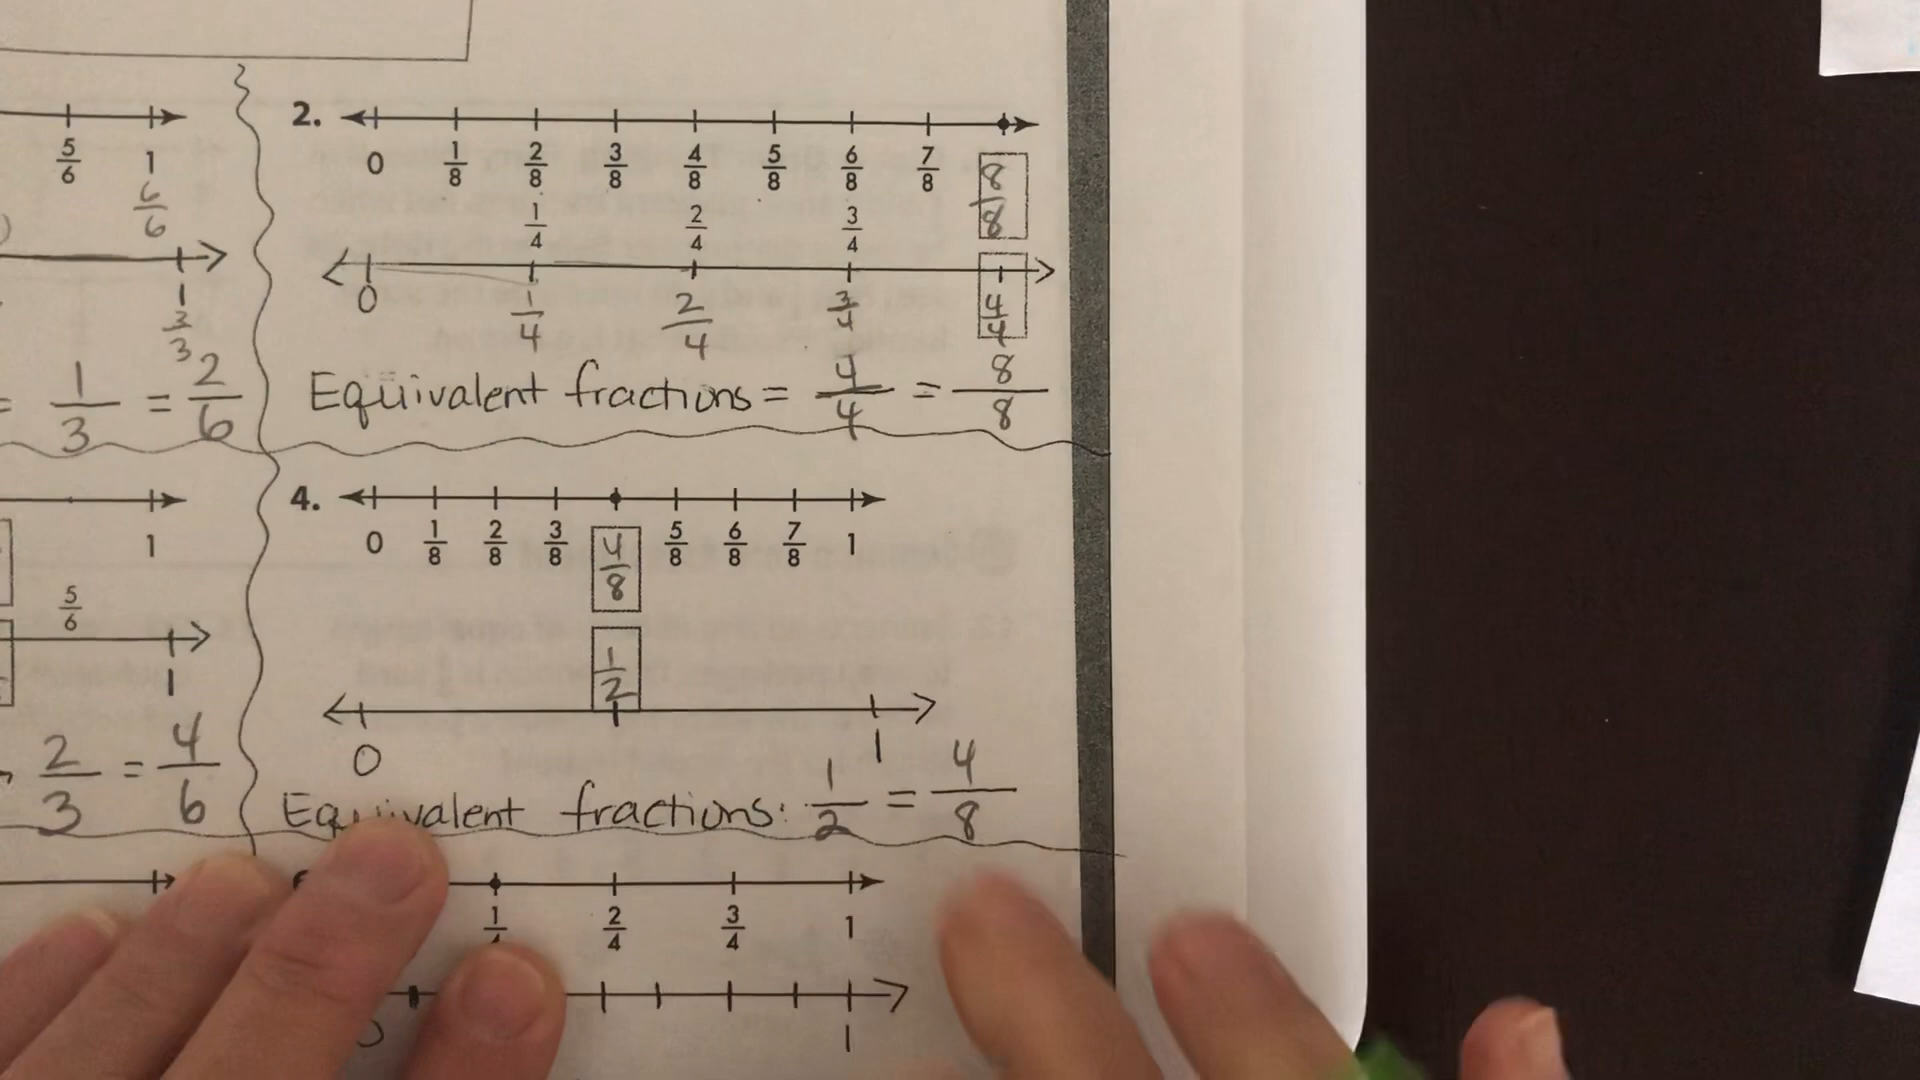 5/6 1
6/6
1
3/3
= 1/3 = 2/6
2.
0 1/8 2/8 3/8 4/8 5/8 6/8 7/8 8/8
1/4 2/4 3/4
0 1/4 2/4 3/4 4/4
Equivalent fractions = 4/4 = 8/8
1
5/6
1
2/3 = 4/6
4.
0 1/8 2/8 3/8 4/8 5/8 6/8 7/8 1
1/2
0 1
Equivalent fractions: 1/2 = 4/8
1/4 2/4 3/4 1
1